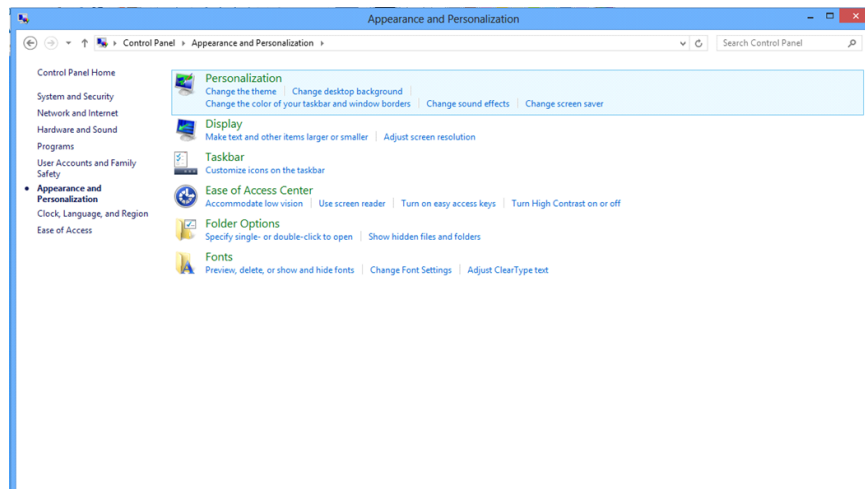 Appearance and Personalization
Control Panel Appearance and Personalization
Search Control Panel
Control Panel Home
System and Security
Network and Internet
Hardware and Sound
Programs
User Accounts and Family
Safety
Appearance and
Personalization
Clock, Language, and Region
Ease of Access
Personalization
Change the theme Change desktop background
Change the color of your taskbar and window borders Change sound effects Change screen saver
Display
Make text and other items larger or smaller Adjust screen resolution
Taskbar
Customize icons on the taskbar
Ease of Access Center
Accommodate low vision Use screen reader Turn on easy access keys Turn High Contrast on or off
Folder Options
Specify single- or double-click to open Show hidden files and folders
Fonts
Preview, delete, or show and hide fonts Change Font Settings Adjust ClearType text